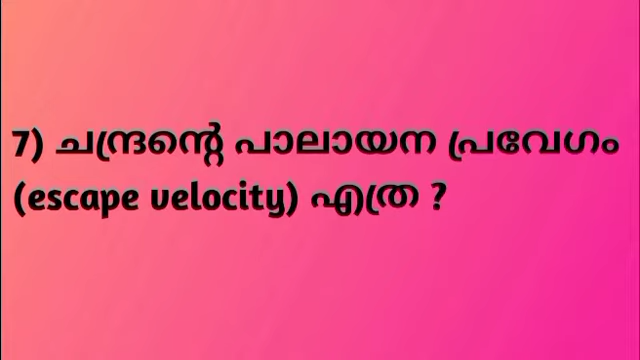 7) ചന്ദ്രന്റെ പാലായന പ്രവേഗം
(escape velocity) എത്ര ?